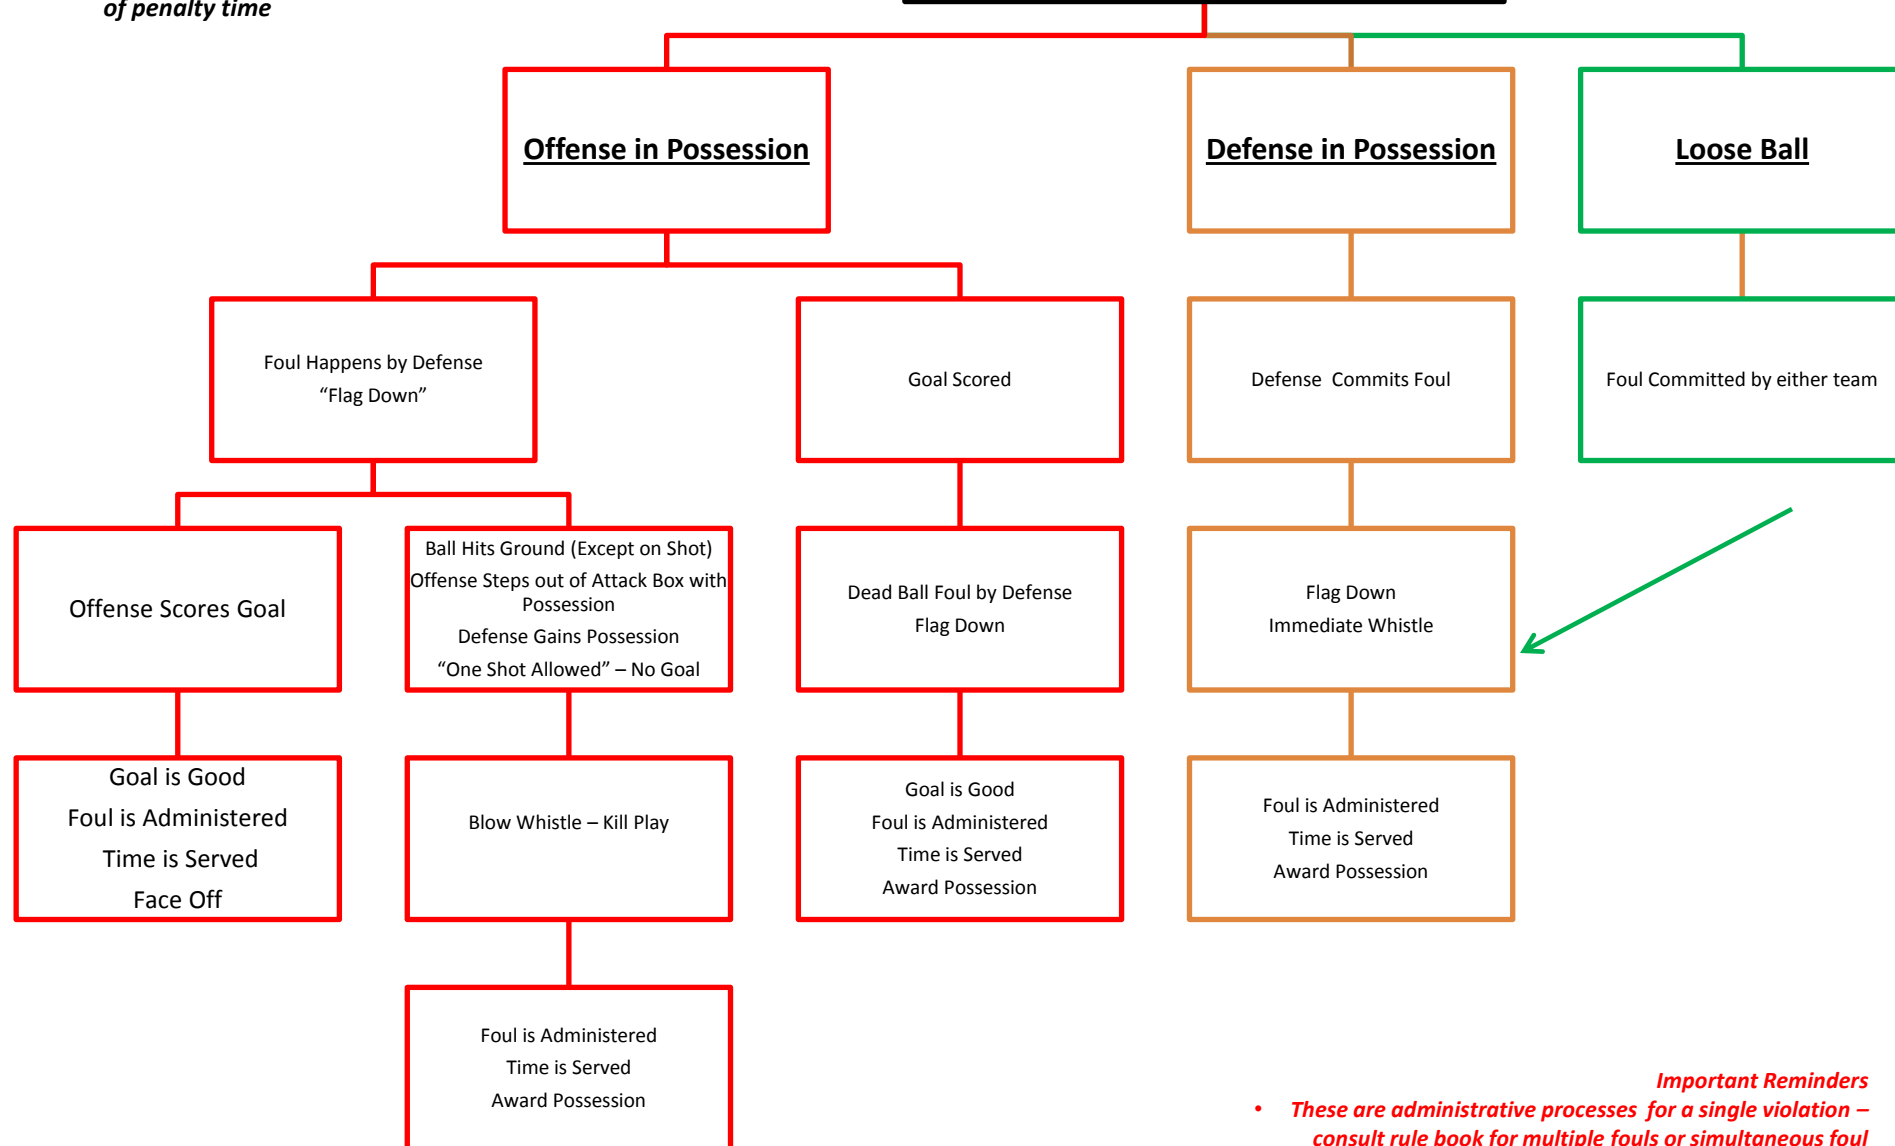 of penalty time
Offense in Possession
Defense in Possession
Loose Ball
Foul Happens by Defense
“Flag Down”
Goal Scored
Defense  Commits Foul
Foul Committed by either team
Offense Scores Goal
Ball Hits Ground (Except on Shot)
Offense Steps out of Attack Box with
Possession
Defense Gains Possession
“One Shot Allowed” – No Goal
Dead Ball Foul by Defense
Flag Down
Flag Down
Immediate Whistle
Goal is Good
Foul is Administered
Time is Served
Face Off
Blow Whistle – Kill Play
Goal is Good
Foul is Administered
Time is Served
Award Possession
Foul is Administered
Time is Served
Award Possession
Foul is Administered
Time is Served
Award Possession
Important Reminders
• These are administrative processes  for a single violation –
consult rule book for multiple fouls or simultaneous foul